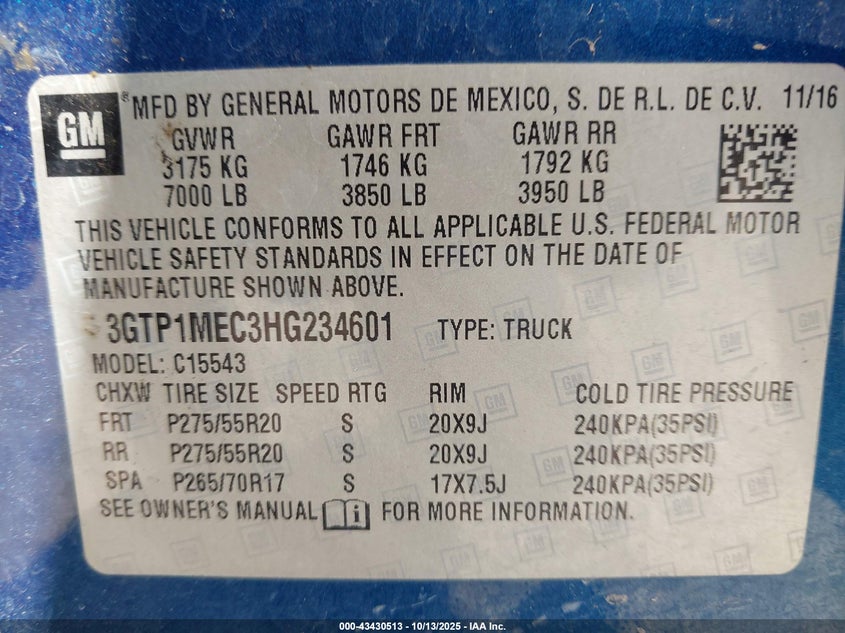 GM ®MFD BY GENERAL MOTORS DE MEXICO, S. DE R.L. DE C.V. 11/16
GVWR GAWR FRT GAWR RR
3175 KG 1746 KG 1792 KG
7000 LB 3850 LB 3950 LB
THIS VEHICLE CONFORMS TO ALL APPLICABLE U.S. FEDERAL MOTOR
VEHICLE SAFETY STANDARDS IN EFFECT ON THE DATE OF
MANUFACTURE SHOWN ABOVE.
3GTP1MEC3HG234601 TYPE: TRUCK
MODEL: C15543
CHXW TIRE SIZE SPEED RTG RIM COLD TIRE PRESSURE
FRT P275/55R20 S 20X9J 240KPA(35PSI)
RR P275/55R20 S 20X9J 240KPA(35PSI)
SPA P265/70R17 S 17X7.5J 240KPA(35PSI)
SEE OWNER'S MANUAL FOR MORE INFORMATION.
000-43430513 - 10/13/2025 - IAA Inc.